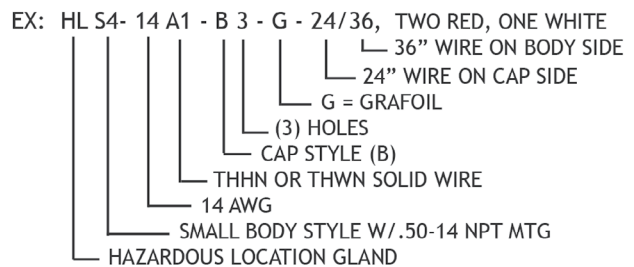 EX: HL S4- 14 A1 - B 3 - G - 24/36, TWO RED, ONE WHITE
36” WIRE ON BODY SIDE
24” WIRE ON CAP SIDE
G = GRAFOIL
(3) HOLES
CAP STYLE (B)
THHN OR THWN SOLID WIRE
14 AWG
SMALL BODY STYLE W/.50-14 NPT MTG
HAZARDOUS LOCATION GLAND